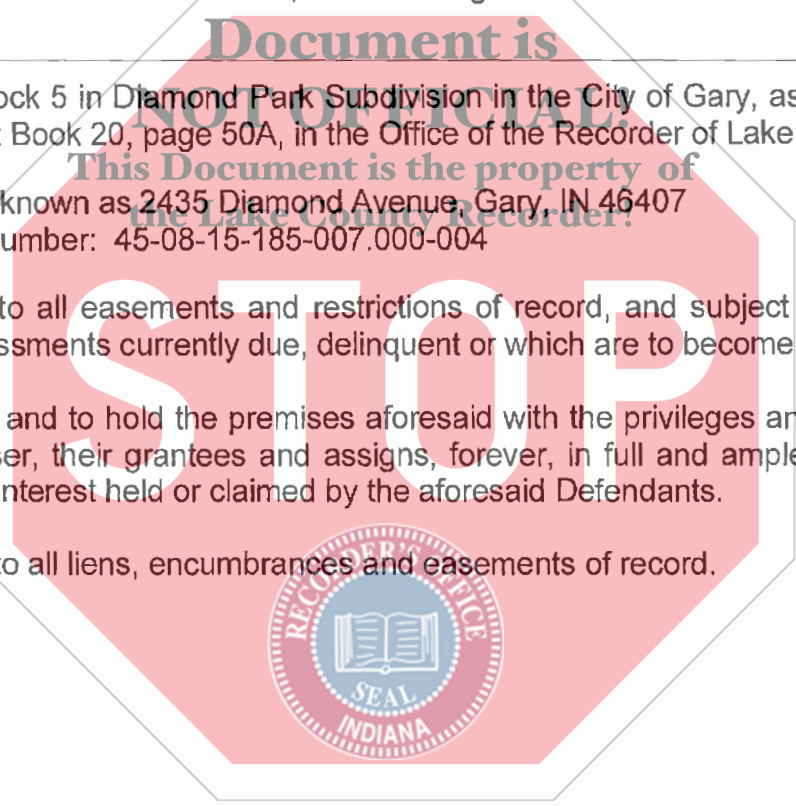 Document is
NOT OFFICIAL!
ock 5 in Diamond Park Subdivision in the City of Gary, as
Book 20, page 50A, in the Office of the Recorder of Lake
This Document is the property of
known as 2435 Diamond Avenue, Gary, IN 46407
the Lake County Recorder!
umber: 45-08-15-185-007.000-004
to all easements and restrictions of record, and subject
ssments currently due, delinquent or which are to become
STOP
and to hold the premises aforesaid with the privileges an
ser, their grantees and assigns, forever, in full and ample
nterest held or claimed by the aforesaid Defendants.
to all liens, encumbrances and easements of record.
RECORDER'S OFFICE
SEAL
INDIANA